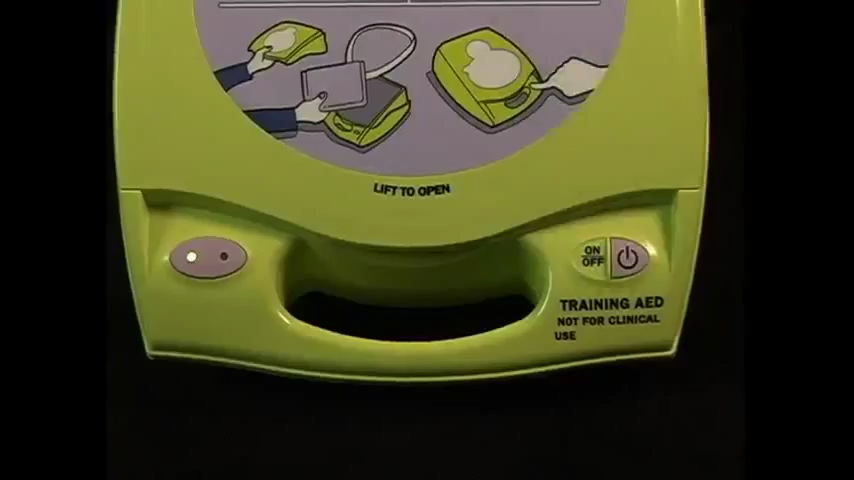 LIFT TO OPEN
ON
OFF
TRAINING AED
NOT FOR CLINICAL
USE